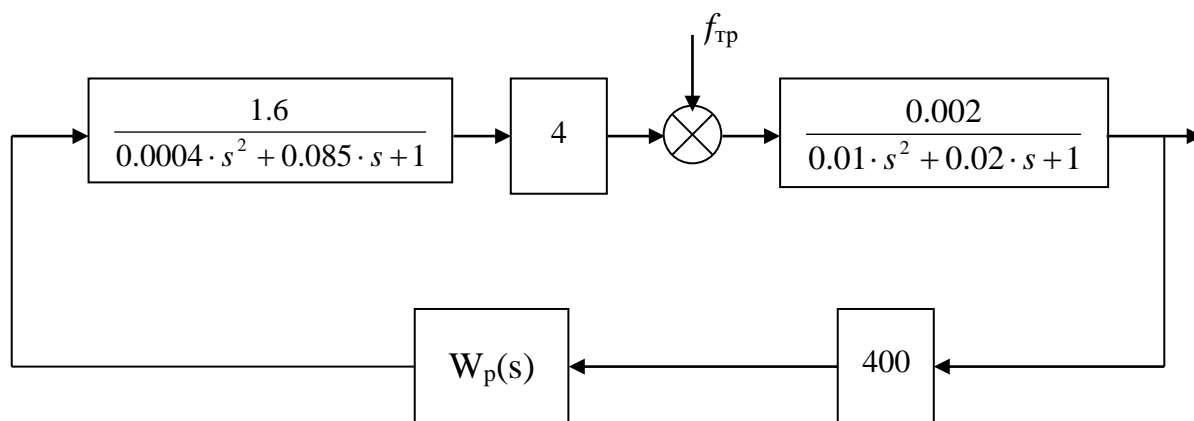 f_тр
1.6
0.0004 · s² + 0.085 · s + 1
4
0.002
0.01 · s² + 0.02 · s + 1
W_p(s)
400